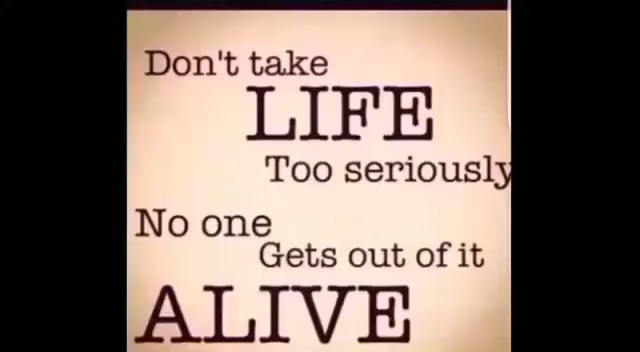 Don't take
LIFE
Too seriously
No one
Gets out of it
ALIVE